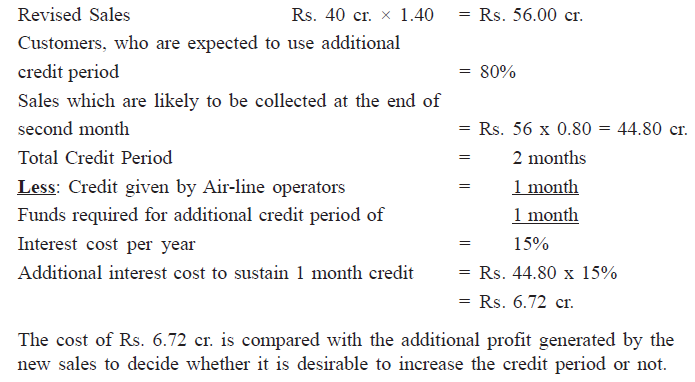 Revised Sales Rs. 40 cr. × 1.40 = Rs. 56.00 cr.
Customers, who are expected to use additional
credit period = 80%
Sales which are likely to be collected at the end of
second month = Rs. 56 x 0.80 = 44.80 cr.
Total Credit Period = 2 months
Less: Credit given by Air-line operators = 1 month
Funds required for additional credit period of 1 month
Interest cost per year = 15%
Additional interest cost to sustain 1 month credit = Rs. 44.80 x 15%
= Rs. 6.72 cr.
The cost of Rs. 6.72 cr. is compared with the additional profit generated by the
new sales to decide whether it is desirable to increase the credit period or not.